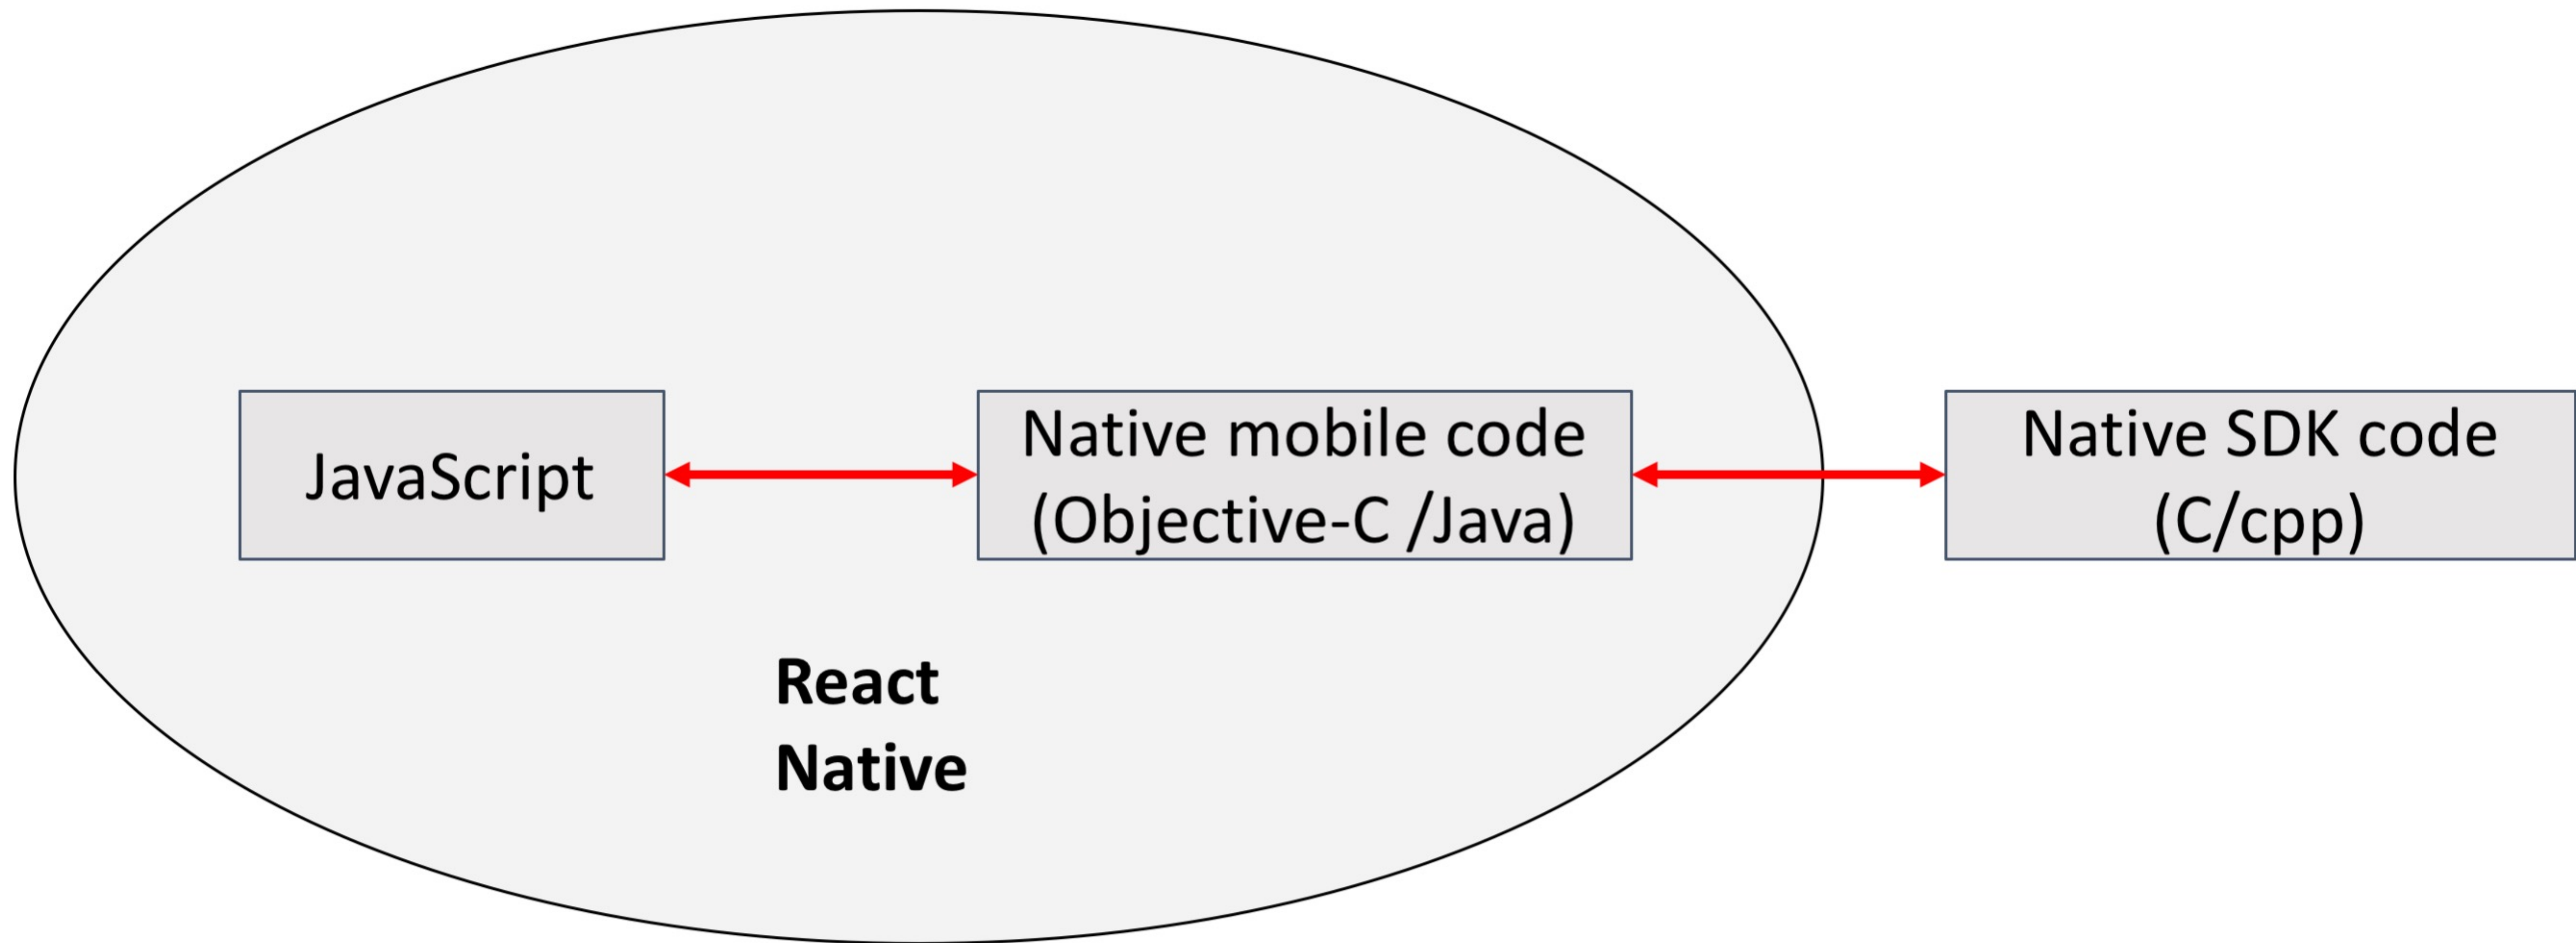 JavaScript
Native mobile code
(Objective-C /Java)
Native SDK code
(C/cpp)
React
Native